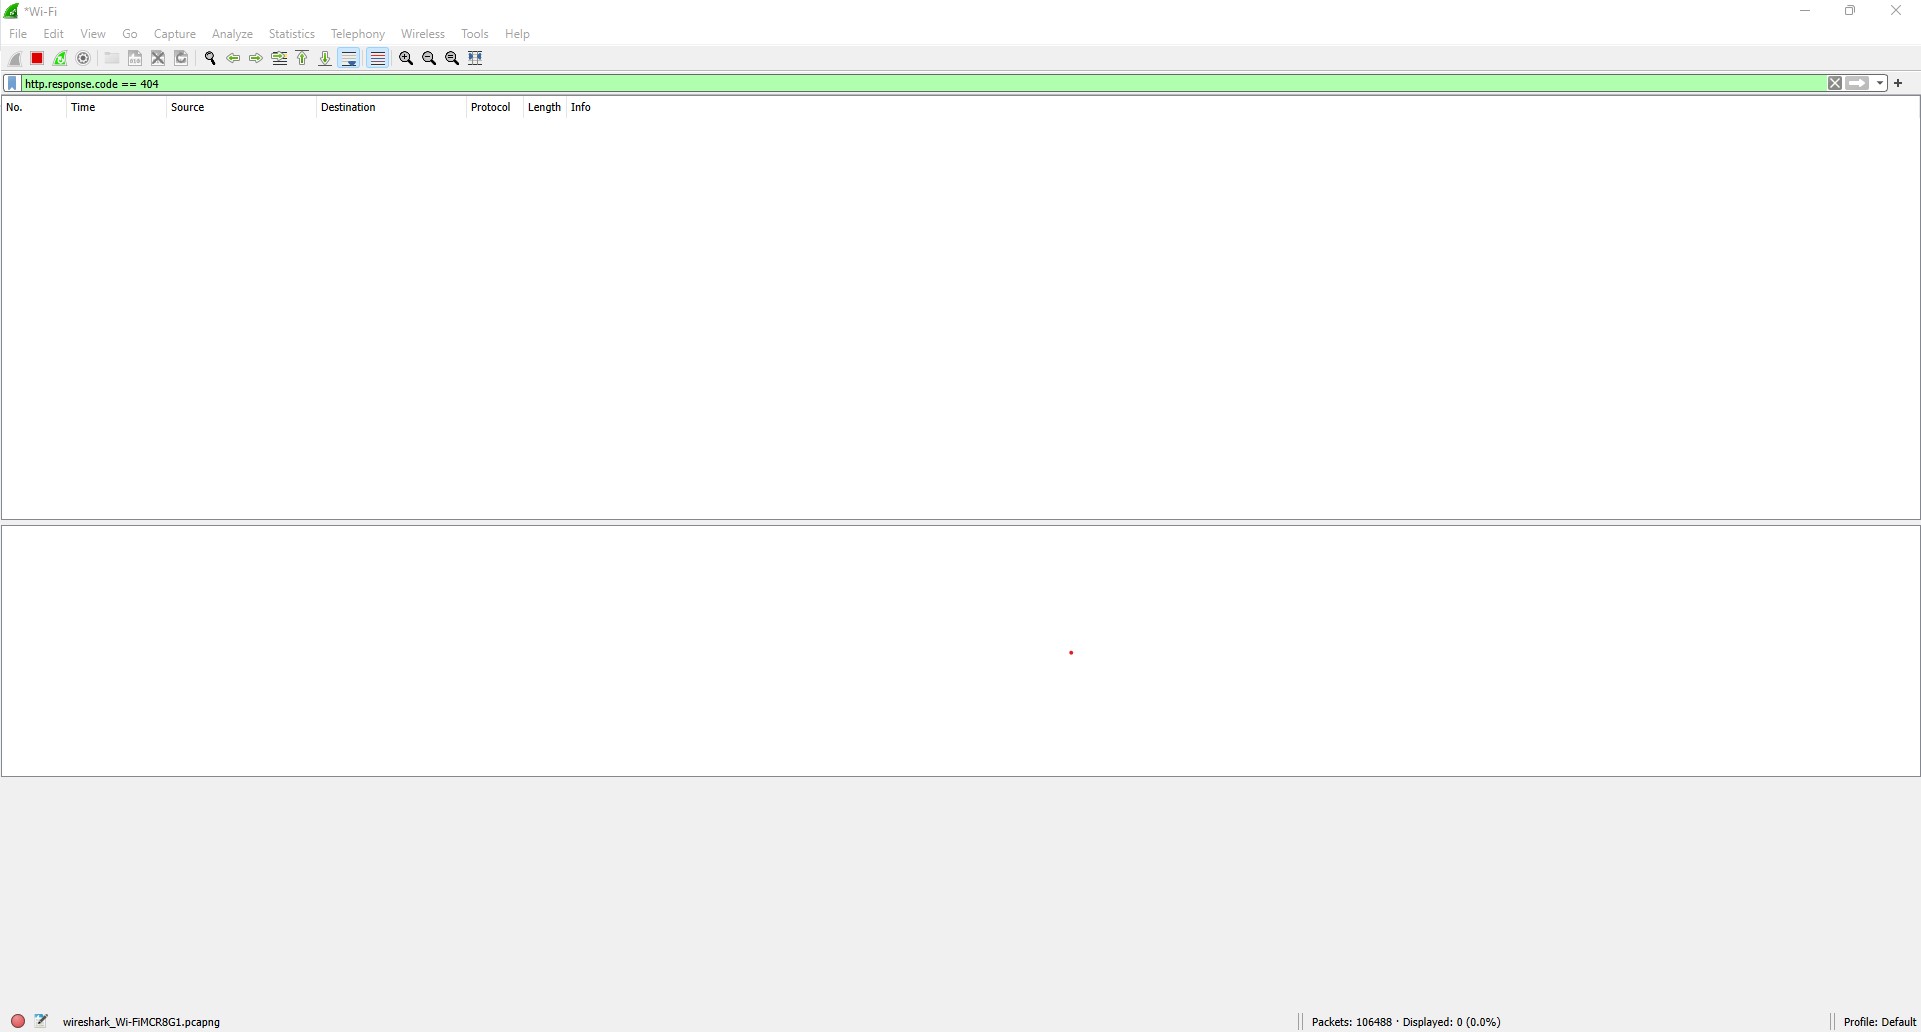 *Wi-Fi
File Edit View Go Capture Analyze Statistics Telephony Wireless Tools Help
http.response.code == 404
No. Time Source Destination Protocol Length Info
wireshark_Wi-FiMCR8G1.pcapng Packets: 106488 · Displayed: 0 (0.0%) Profile: Default